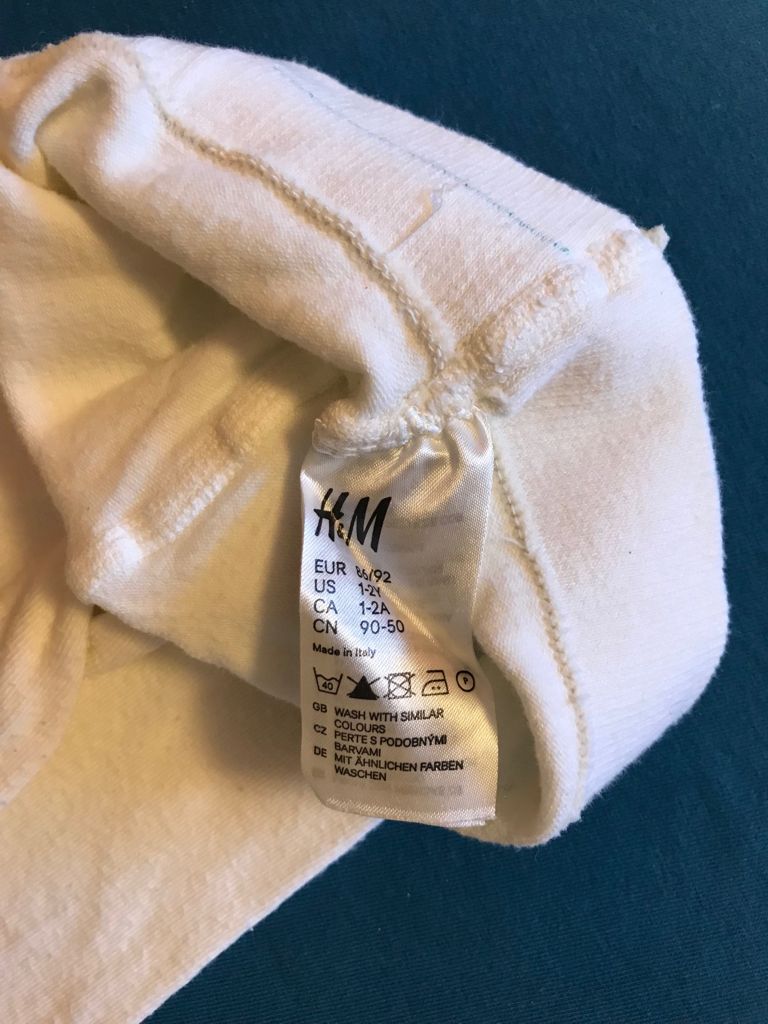 H&M
EUR 86/92
US 1-2Y
CA 1-2A
CN 90-50
Made in Italy
40
P
GB WASH WITH SIMILAR
COLOURS
CZ PERTE S PODOBNÝMI
BARVAMI
DE MIT ÄHNLICHEN FARBEN
WASCHEN